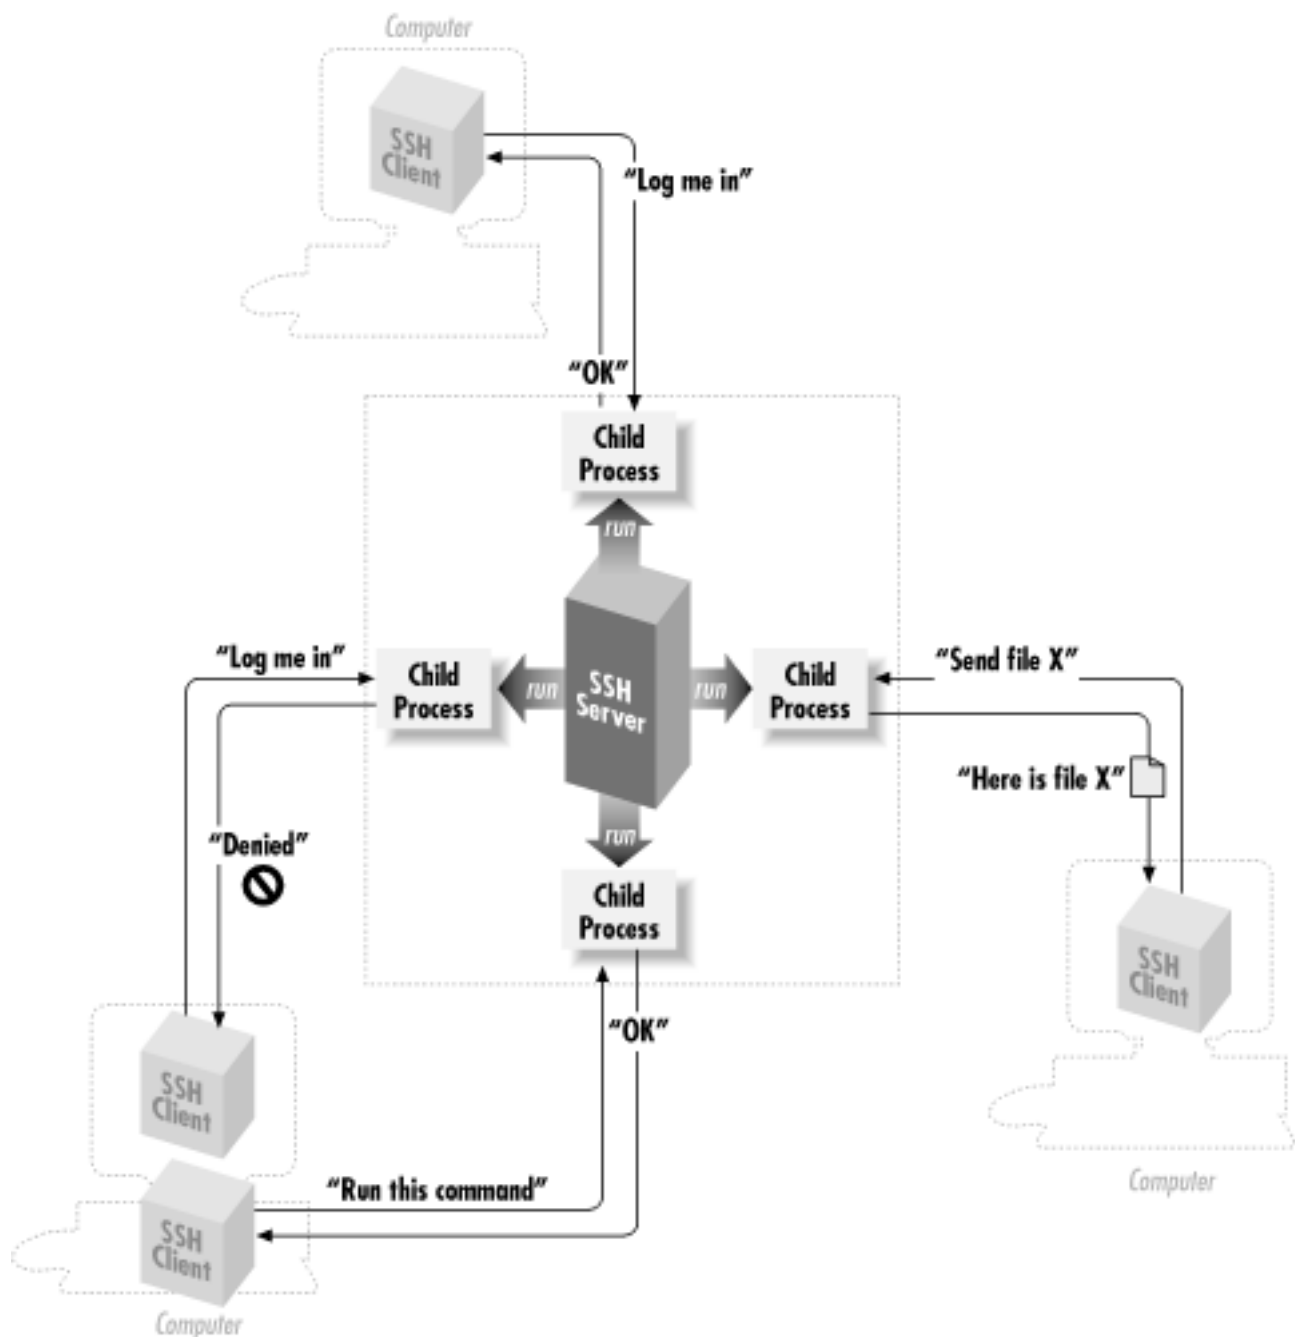 Computer
SSH
Client
“Log me in”
“OK”
Child
Process
run
“Log me in”
Child
Process
run
SSH
Server
run
Child
Process
“Send file X”
“Here is file X”
“Denied”
run
Child
Process
“OK”
SSH
Client
SSH
Client
“Run this command”
SSH
Client
Computer
Computer